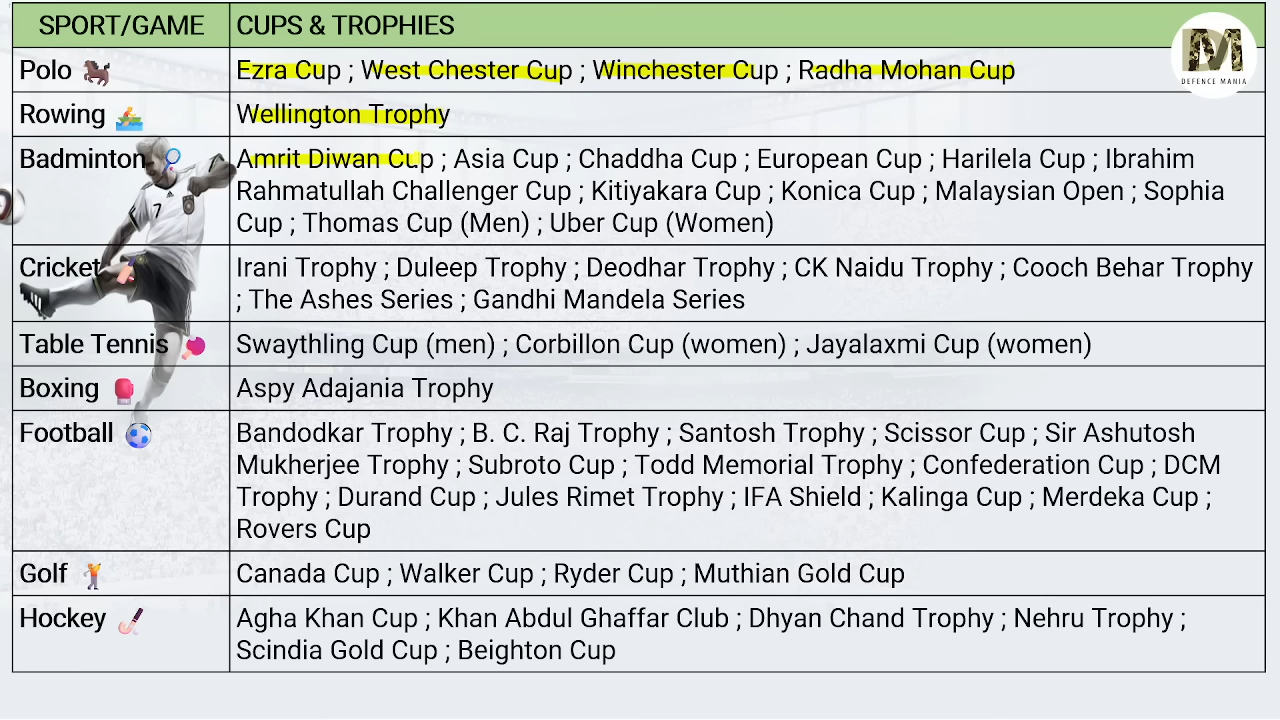 SPORT/GAME CUPS & TROPHIES
DM
DEFENCE MANIA
Polo Ezra Cup ; West Chester Cup ; Winchester Cup ; Radha Mohan Cup
Rowing Wellington Trophy
Badminton Amrit Diwan Cup ; Asia Cup ; Chaddha Cup ; European Cup ; Harilela Cup ; Ibrahim
Rahmatullah Challenger Cup ; Kitiyakara Cup ; Konica Cup ; Malaysian Open ; Sophia
Cup ; Thomas Cup (Men) ; Uber Cup (Women)
7
Cricket Irani Trophy ; Duleep Trophy ; Deodhar Trophy ; CK Naidu Trophy ; Cooch Behar Trophy
; The Ashes Series ; Gandhi Mandela Series
Table Tennis Swaythling Cup (men) ; Corbillon Cup (women) ; Jayalaxmi Cup (women)
Boxing Aspy Adajania Trophy
Football Bandodkar Trophy ; B. C. Raj Trophy ; Santosh Trophy ; Scissor Cup ; Sir Ashutosh
Mukherjee Trophy ; Subroto Cup ; Todd Memorial Trophy ; Confederation Cup ; DCM
Trophy ; Durand Cup ; Jules Rimet Trophy ; IFA Shield ; Kalinga Cup ; Merdeka Cup ;
Rovers Cup
Golf Canada Cup ; Walker Cup ; Ryder Cup ; Muthian Gold Cup
Hockey Agha Khan Cup ; Khan Abdul Ghaffar Club ; Dhyan Chand Trophy ; Nehru Trophy ;
Scindia Gold Cup ; Beighton Cup